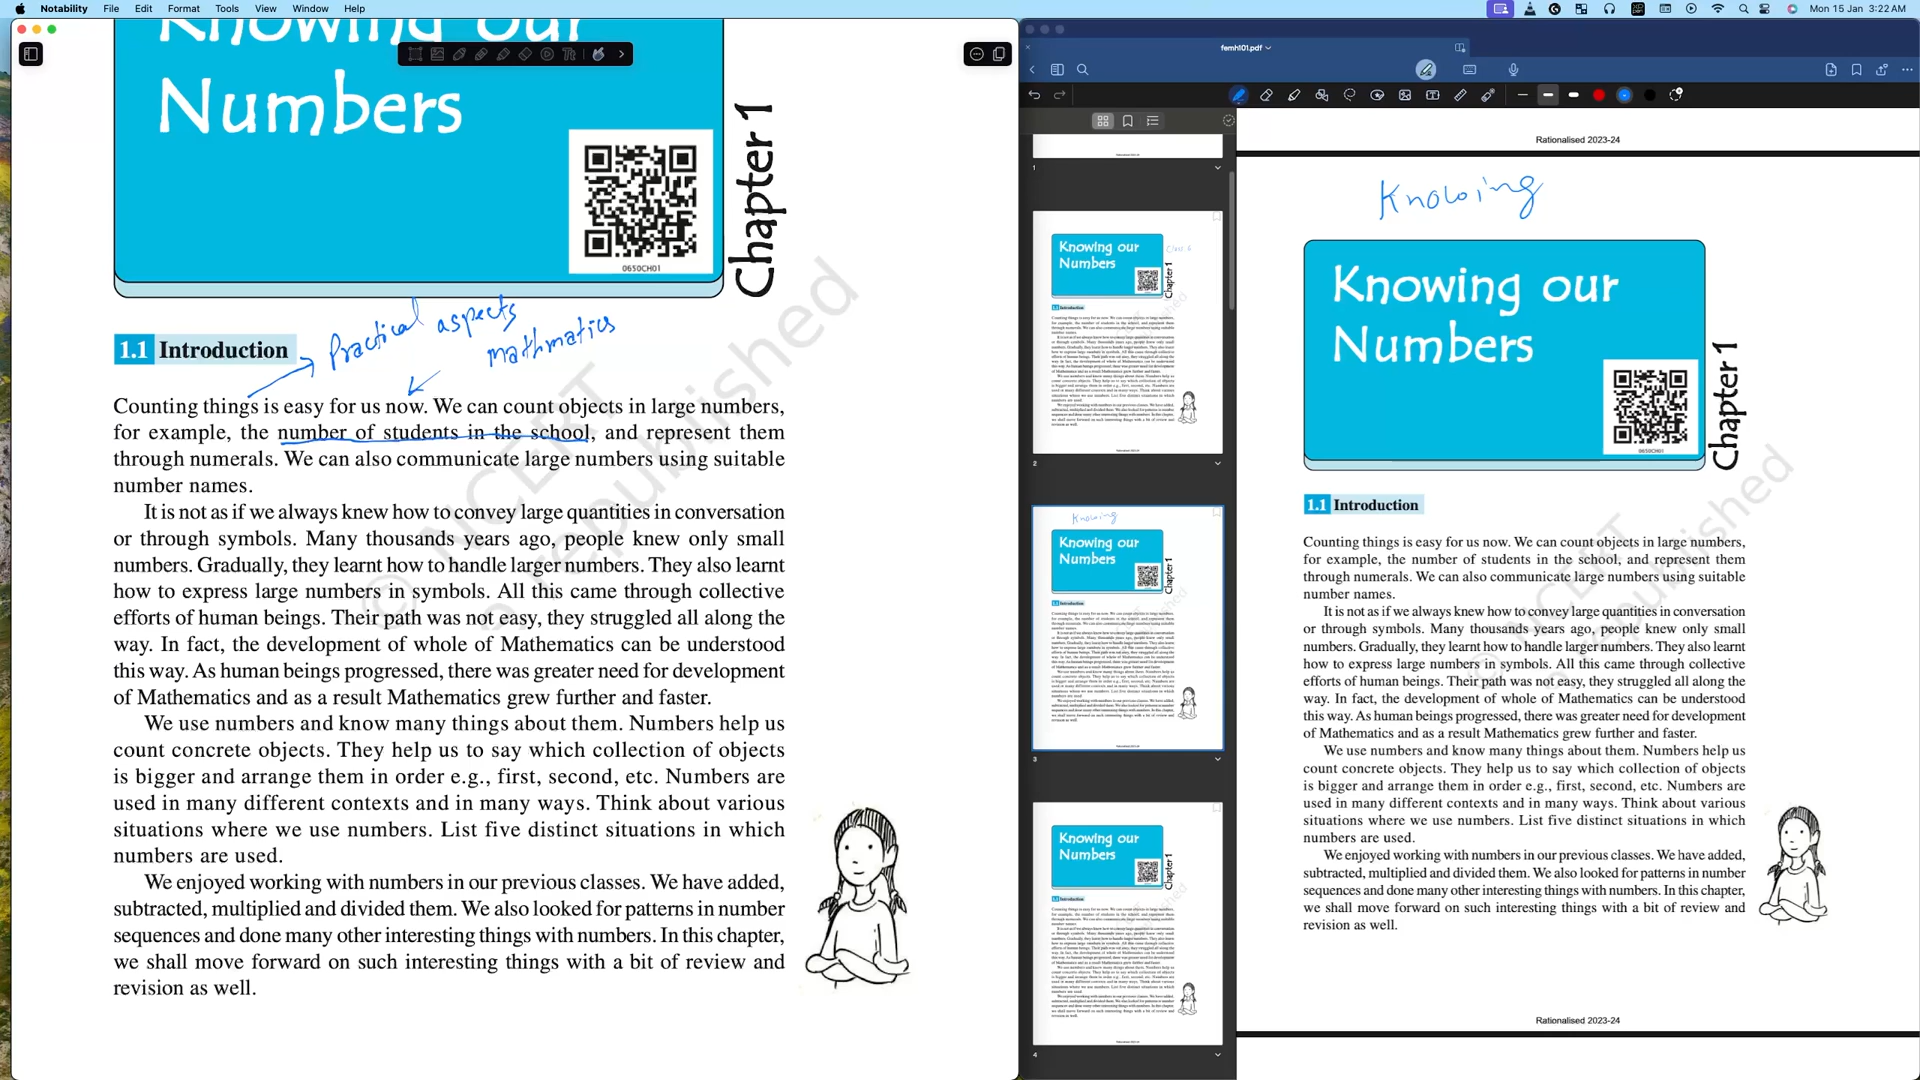 Notability File Edit Format Tools View Window Help
Mon 15 Jan 3:22 AM
Knowing our
Numbers
0650CH01
Chapter 1
Practical aspects
mathmatics
1.1 Introduction
Counting things is easy for us now. We can count objects in large numbers,
for example, the number of students in the school, and represent them
through numerals. We can also communicate large numbers using suitable
number names.
It is not as if we always knew how to convey large quantities in conversation
or through symbols. Many thousands years ago, people knew only small
numbers. Gradually, they learnt how to handle larger numbers. They also learnt
how to express large numbers in symbols. All this came through collective
efforts of human beings. Their path was not easy, they struggled all along the
way. In fact, the development of whole of Mathematics can be understood
this way. As human beings progressed, there was greater need for development
of Mathematics and as a result Mathematics grew further and faster.
We use numbers and know many things about them. Numbers help us
count concrete objects. They help us to say which collection of objects
is bigger and arrange them in order e.g., first, second, etc. Numbers are
used in many different contexts and in many ways. Think about various
situations where we use numbers. List five distinct situations in which
numbers are used.
We enjoyed working with numbers in our previous classes. We have added,
subtracted, multiplied and divided them. We also looked for patterns in number
sequences and done many other interesting things with numbers. In this chapter,
we shall move forward on such interesting things with a bit of review and
revision as well.
© NCERT
republished
femh101.pdf
1
Knowing our
Numbers
Chapter 1
1.1 Introduction
2
Knowing
Knowing our
Numbers
Chapter 1
1.1 Introduction
3
Knowing our
Numbers
Chapter 1
1.1 Introduction
4
Rationalised 2023-24
Knowing
Knowing our
Numbers
0650CH01
Chapter 1
1.1 Introduction
Counting things is easy for us now. We can count objects in large numbers,
for example, the number of students in the school, and represent them
through numerals. We can also communicate large numbers using suitable
number names.
It is not as if we always knew how to convey large quantities in conversation
or through symbols. Many thousands years ago, people knew only small
numbers. Gradually, they learnt how to handle larger numbers. They also learnt
how to express large numbers in symbols. All this came through collective
efforts of human beings. Their path was not easy, they struggled all along the
way. In fact, the development of whole of Mathematics can be understood
this way. As human beings progressed, there was greater need for development
of Mathematics and as a result Mathematics grew further and faster.
We use numbers and know many things about them. Numbers help us
count concrete objects. They help us to say which collection of objects
is bigger and arrange them in order e.g., first, second, etc. Numbers are
used in many different contexts and in many ways. Think about various
situations where we use numbers. List five distinct situations in which
numbers are used.
We enjoyed working with numbers in our previous classes. We have added,
subtracted, multiplied and divided them. We also looked for patterns in number
sequences and done many other interesting things with numbers. In this chapter,
we shall move forward on such interesting things with a bit of review and
revision as well.
© NCERT
republished
Rationalised 2023-24